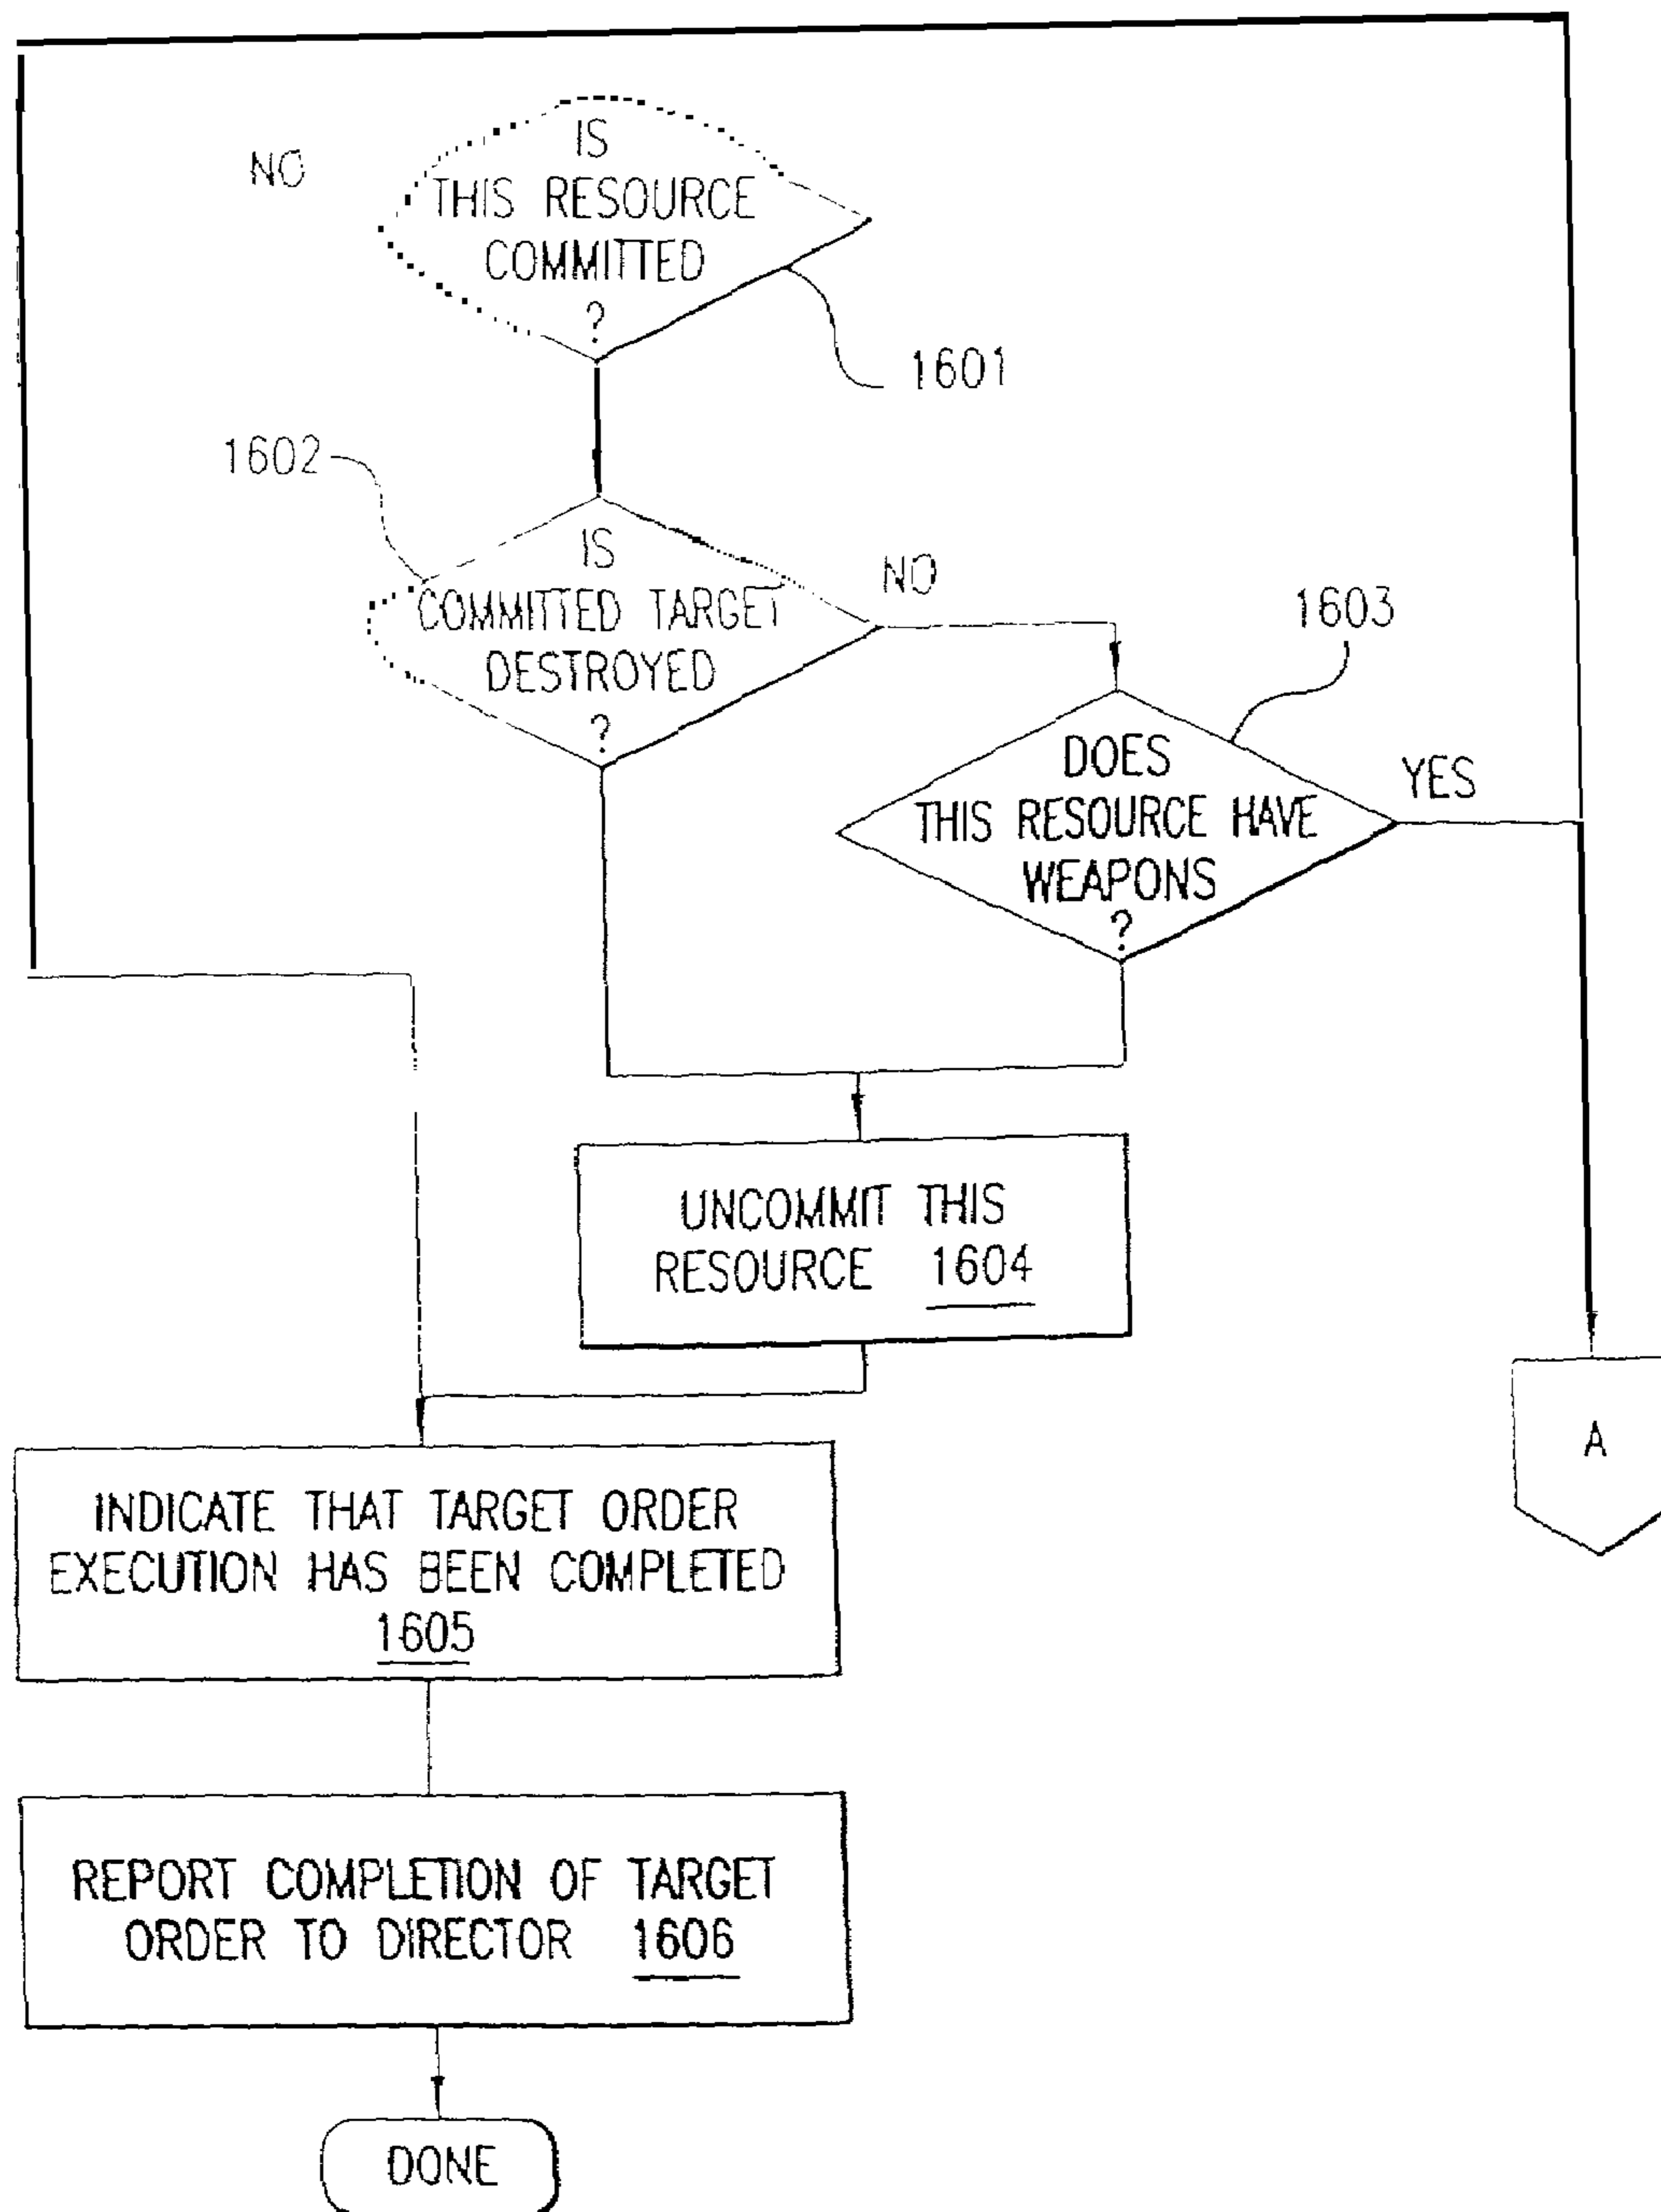 NO
IS
THIS RESOURCE
COMMITTED
?
1601
1602
IS
COMMITTED TARGET
DESTROYED
?
NO
1603
DOES
THIS RESOURCE HAVE
WEAPONS
?
YES
UNCOMMIT THIS
RESOURCE 1604
A
INDICATE THAT TARGET ORDER
EXECUTION HAS BEEN COMPLETED
1605
REPORT COMPLETION OF TARGET
ORDER TO DIRECTOR 1606
DONE